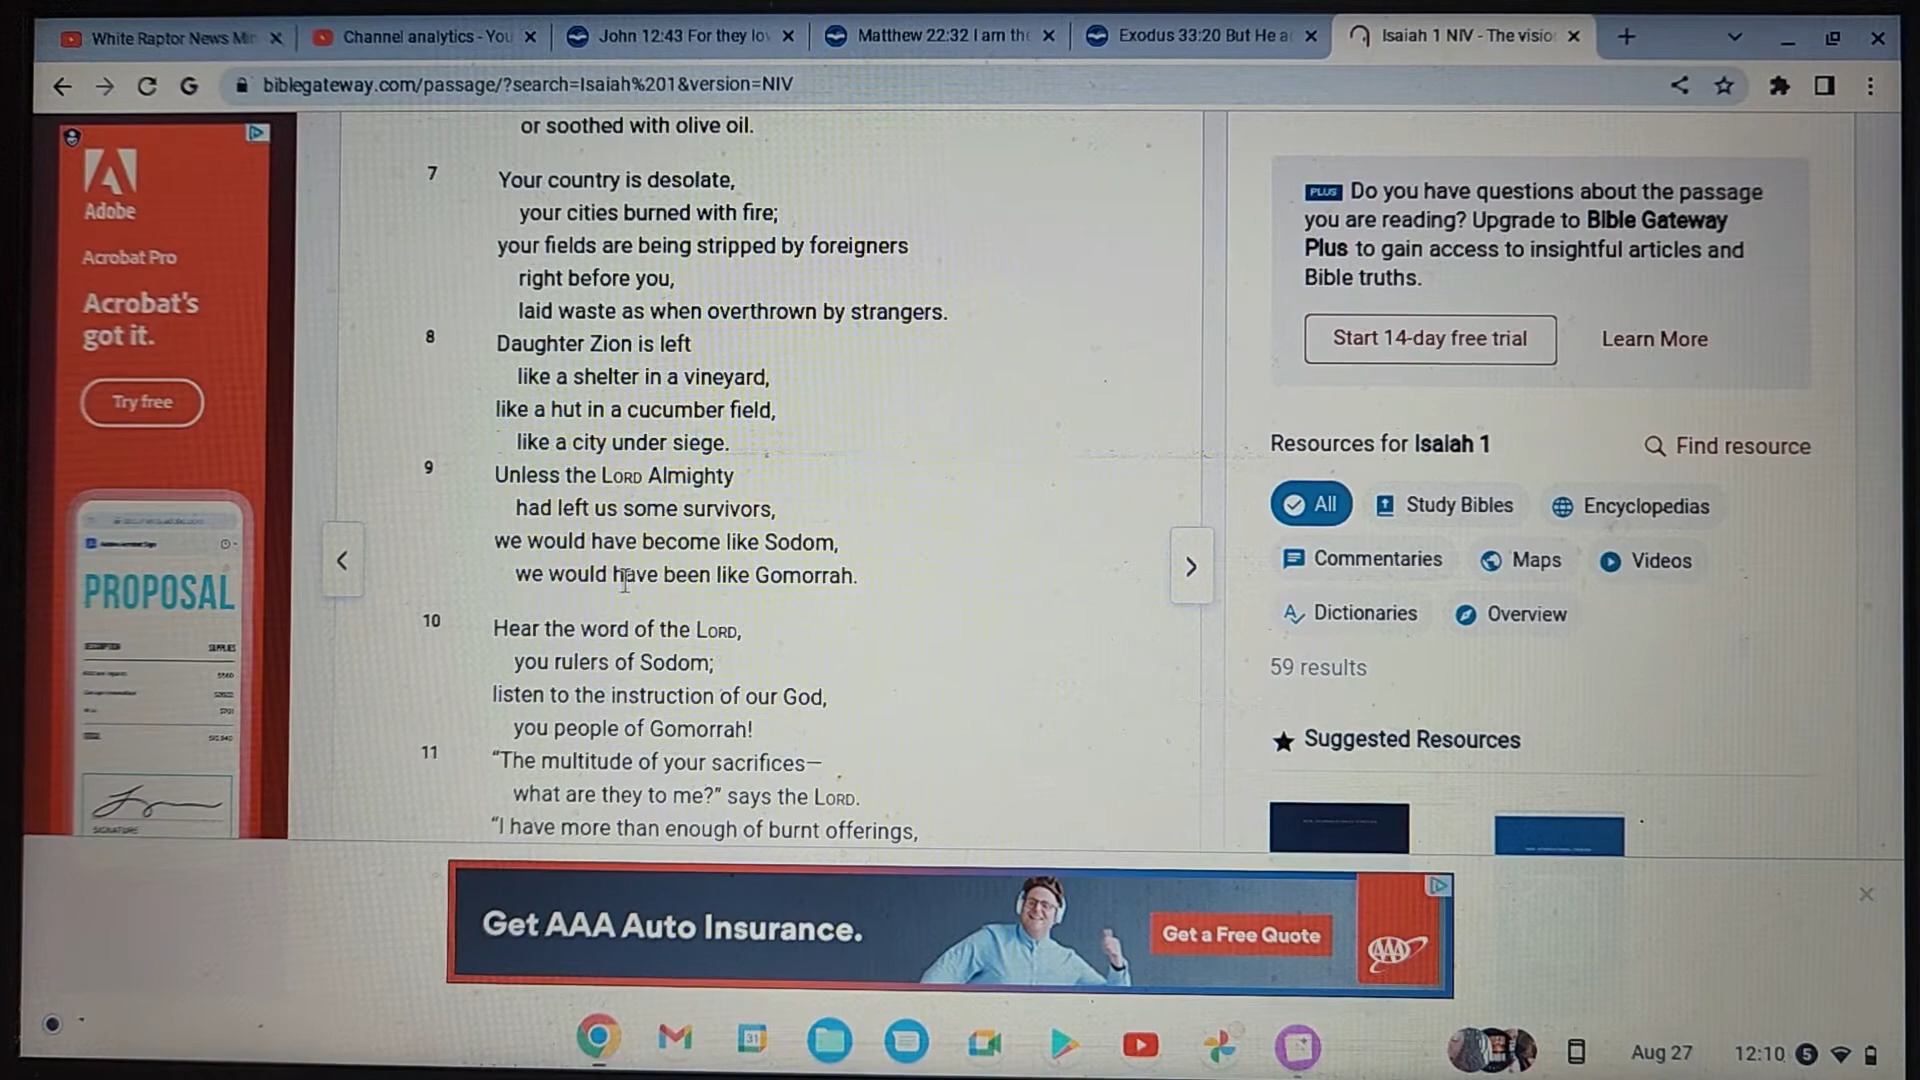 White Raptor News Min
Channel analytics - You
John 12:43 For they lo
Matthew 22:32 I am the
Exodus 33:20 But He a
Isaiah 1 NIV - The visio
biblegateway.com/passage/?search=Isaiah%201&version=NIV
Adobe
Acrobat Pro
Acrobat's
got it.
Try free
PROPOSAL
SIGNATURE
or soothed with olive oil.
7 Your country is desolate,
your cities burned with fire;
your fields are being stripped by foreigners
right before you,
laid waste as when overthrown by strangers.
8 Daughter Zion is left
like a shelter in a vineyard,
like a hut in a cucumber field,
like a city under siege.
9 Unless the LORD Almighty
had left us some survivors,
we would have become like Sodom,
we would have been like Gomorrah.
10 Hear the word of the LORD,
you rulers of Sodom;
listen to the instruction of our God,
you people of Gomorrah!
11 “The multitude of your sacrifices—
what are they to me?” says the LORD.
“I have more than enough of burnt offerings,
PLUS Do you have questions about the passage
you are reading? Upgrade to Bible Gateway
Plus to gain access to insightful articles and
Bible truths.
Start 14-day free trial
Learn More
Resources for Isaiah 1
Find resource
All
Study Bibles
Encyclopedias
Commentaries
Maps
Videos
Dictionaries
Overview
59 results
Suggested Resources
Get AAA Auto Insurance.
Get a Free Quote
AAA
31
Aug 27
12:10
5